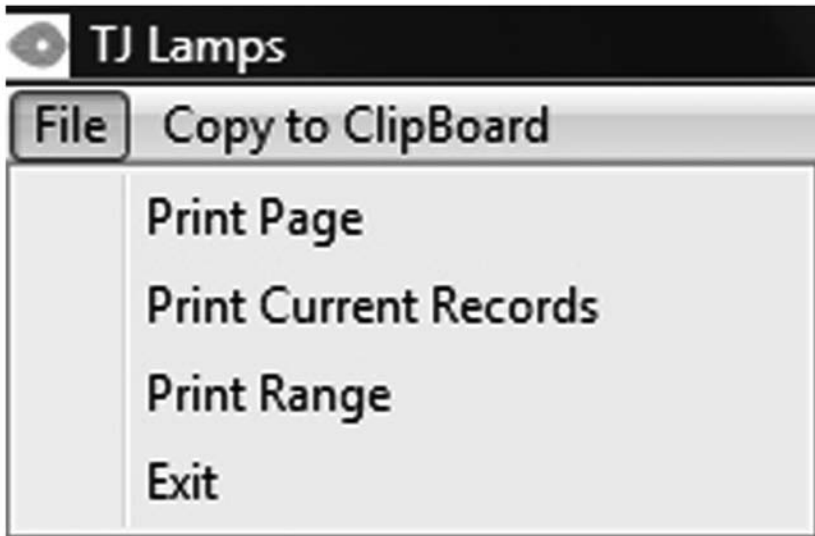 TJ Lamps
File Copy to ClipBoard
Print Page
Print Current Records
Print Range
Exit